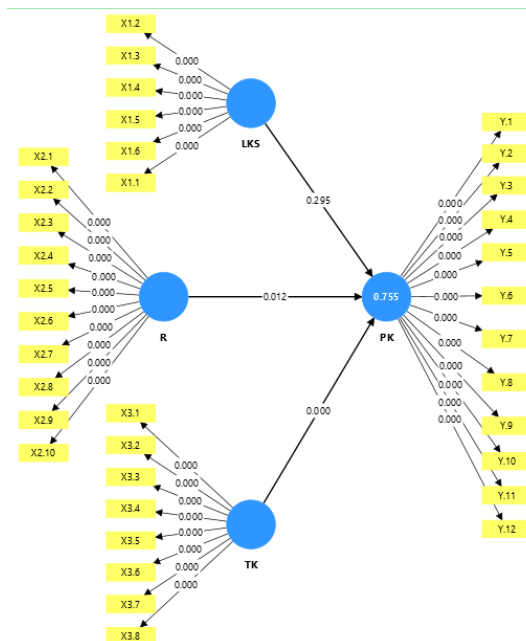 X1.2
X1.3
X1.4
X1.5
X1.6
X1.1
0.000
0.000
0.000
0.000
0.000
0.000
LKS
0.295
X2.1
X2.2
X2.3
X2.4
X2.5
X2.6
X2.7
X2.8
X2.9
X2.10
0.000
0.000
0.000
0.000
0.000
0.000
0.000
0.000
0.000
0.000
R
0.012
X3.1
X3.2
X3.3
X3.4
X3.5
X3.6
X3.7
X3.8
0.000
0.000
0.000
0.000
0.000
0.000
0.000
0.000
TK
0.000
0.755
PK
0.000
0.000
0.000
0.000
0.000
0.000
0.000
0.000
0.000
0.000
0.000
0.000
Y.1
Y.2
Y.3
Y.4
Y.5
Y.6
Y.7
Y.8
Y.9
Y.10
Y.11
Y.12